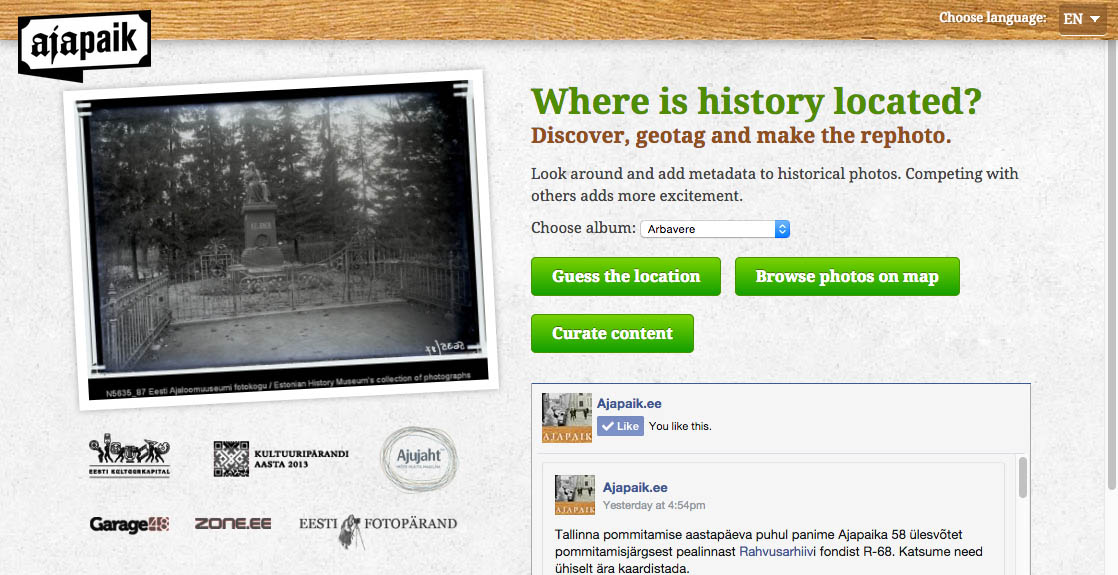 Choose language:
EN
ajapaik
Where is history located?
Discover, geotag and make the rephoto.
Look around and add metadata to historical photos. Competing with
others adds more excitement.
Choose album:
Arbavere
Guess the location
Browse photos on map
Curate content
5635/87
N5635_87 Eesti Ajaloomuuseumi fotokogu / Estonian History Museum's collection of photographs
EESTI KULTUURKAPITAL
KULTUURIPÄRANDI
AASTA 2013
Ajujaht
Garage48
ZONE.EE
EESTI FOTOPÄRAND
AJAPAIK
Ajapaik.ee
Like
You like this.
AJAPAIK
Ajapaik.ee
Yesterday at 4:54pm
Tallinna pommitamise aastapäeva puhul panime Ajapaika 58 ülesvõtet
pommitamisjärgsest pealinnast Rahvusarhiivi fondist R-68. Katsume need
ühiselt ära kaardistada.